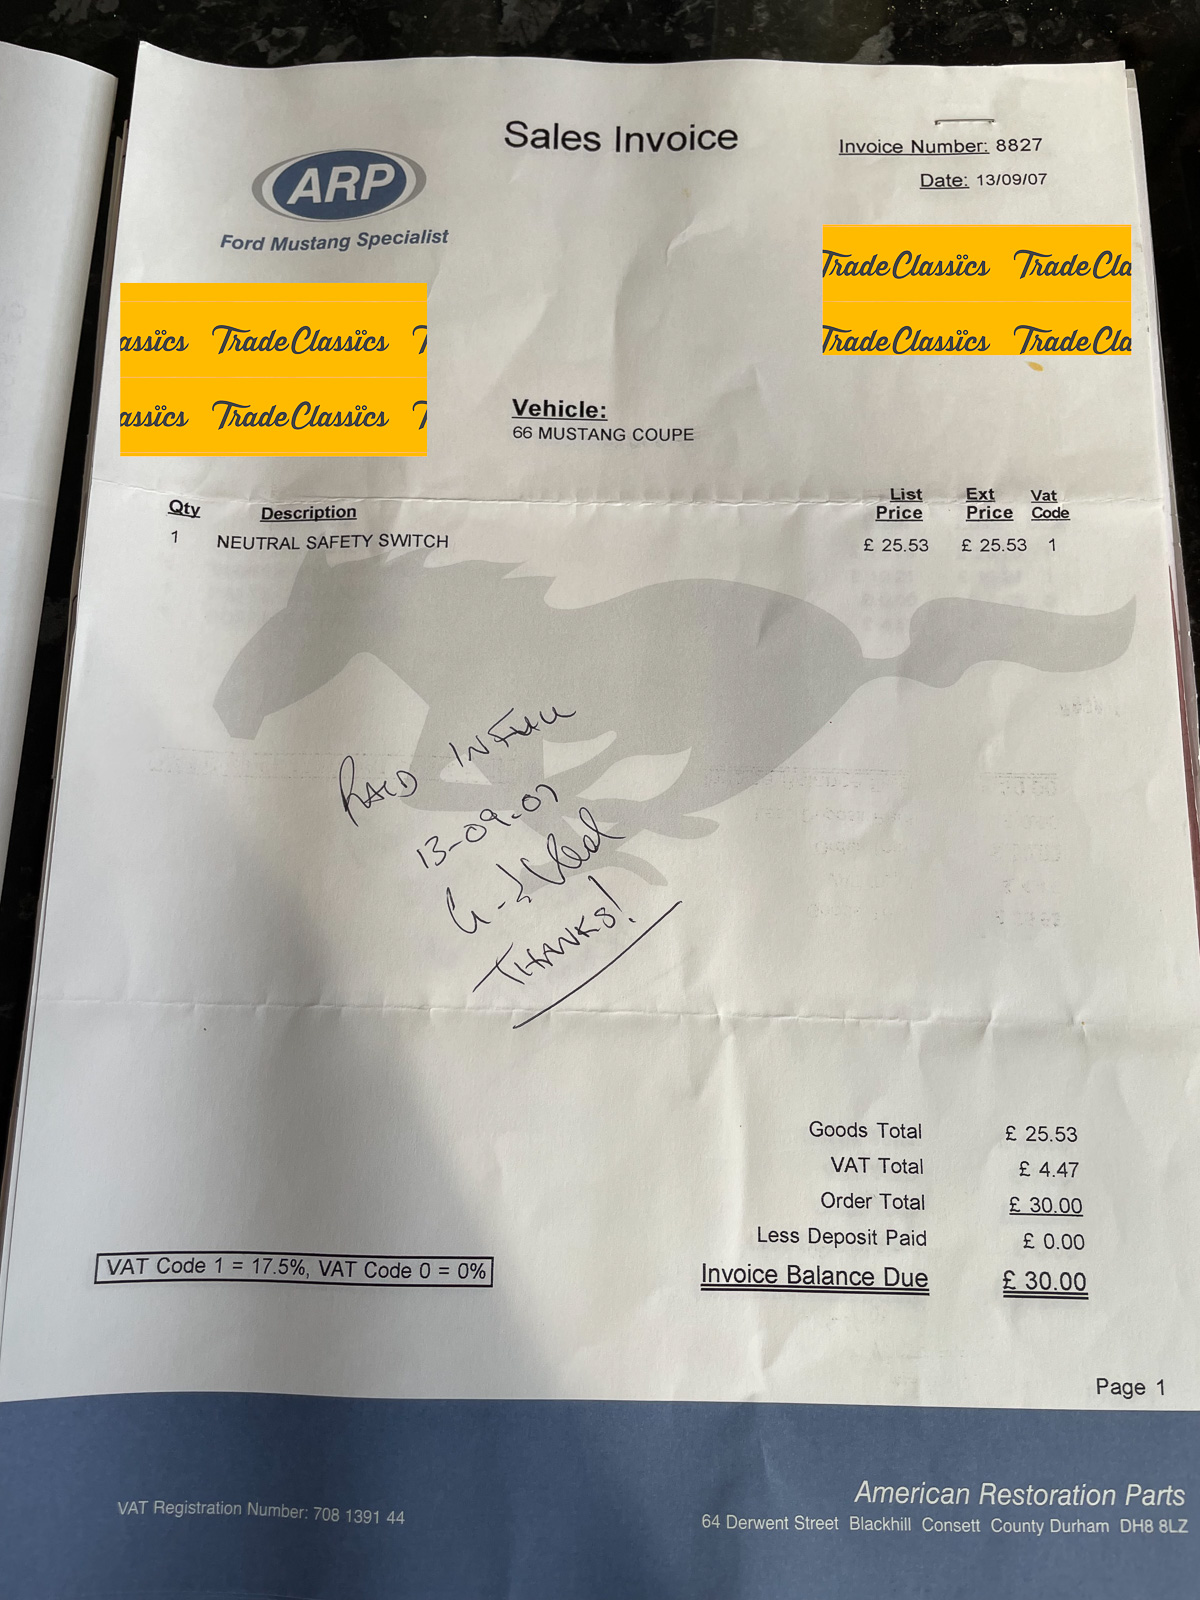 Sales Invoice
Invoice Number: 8827
Date: 13/09/07
ARP
Ford Mustang Specialist
Trade Classics Trade Cla
Trade Classics Trade Cla
assics Trade Classics T
assics Trade Classics T
Vehicle:
66 MUSTANG COUPE
Qty Description List Price Ext Price Vat Code
1 NEUTRAL SAFETY SWITCH £ 25.53 £ 25.53 1
PAID IN FULL
13-09-07
THANKS!
Goods Total £ 25.53
VAT Total £ 4.47
Order Total £ 30.00
Less Deposit Paid £ 0.00
Invoice Balance Due £ 30.00
VAT Code 1 = 17.5%, VAT Code 0 = 0%
Page 1
VAT Registration Number: 708 1391 44
American Restoration Parts
64 Derwent Street Blackhill Consett County Durham DH8 8LZ